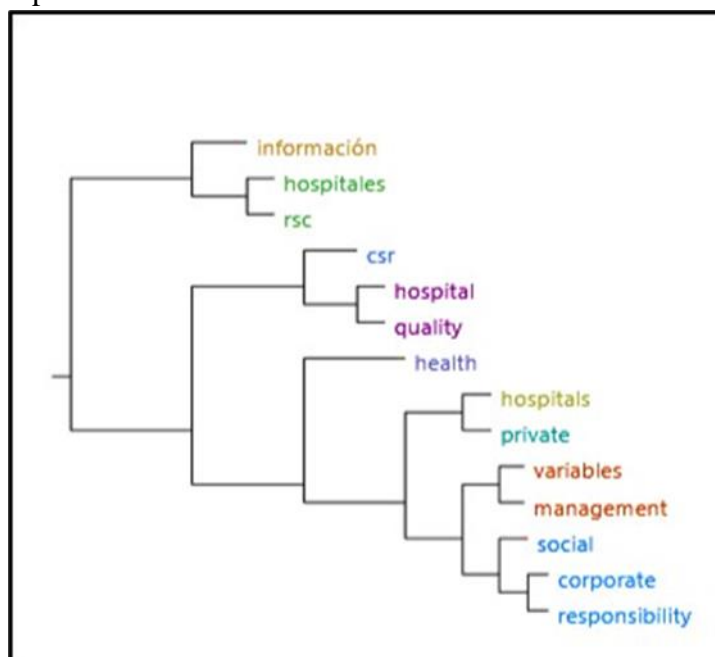 información
hospitales
rsc
csr
hospital
quality
health
hospitals
private
variables
management
social
corporate
responsibility